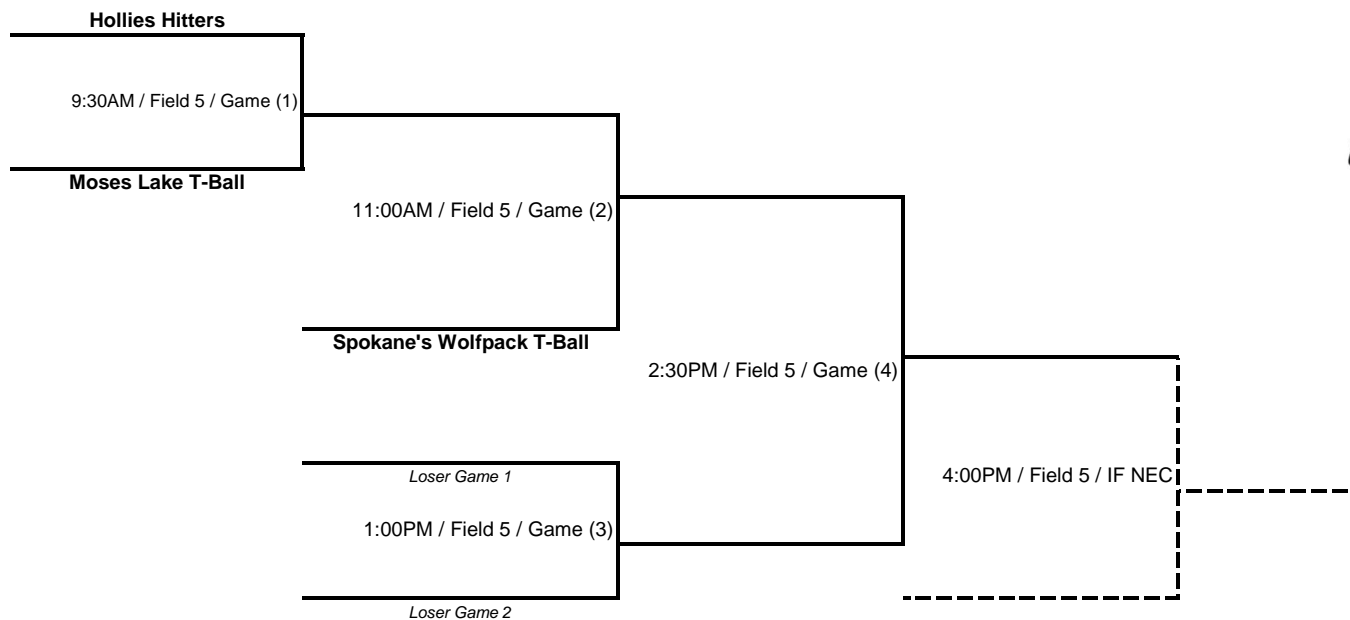 Hollies Hitters
9:30AM / Field 5 / Game (1)
Moses Lake T-Ball
11:00AM / Field 5 / Game (2)
Spokane's Wolfpack T-Ball
2:30PM / Field 5 / Game (4)
Loser Game 1
4:00PM / Field 5 / IF NEC
1:00PM / Field 5 / Game (3)
Loser Game 2